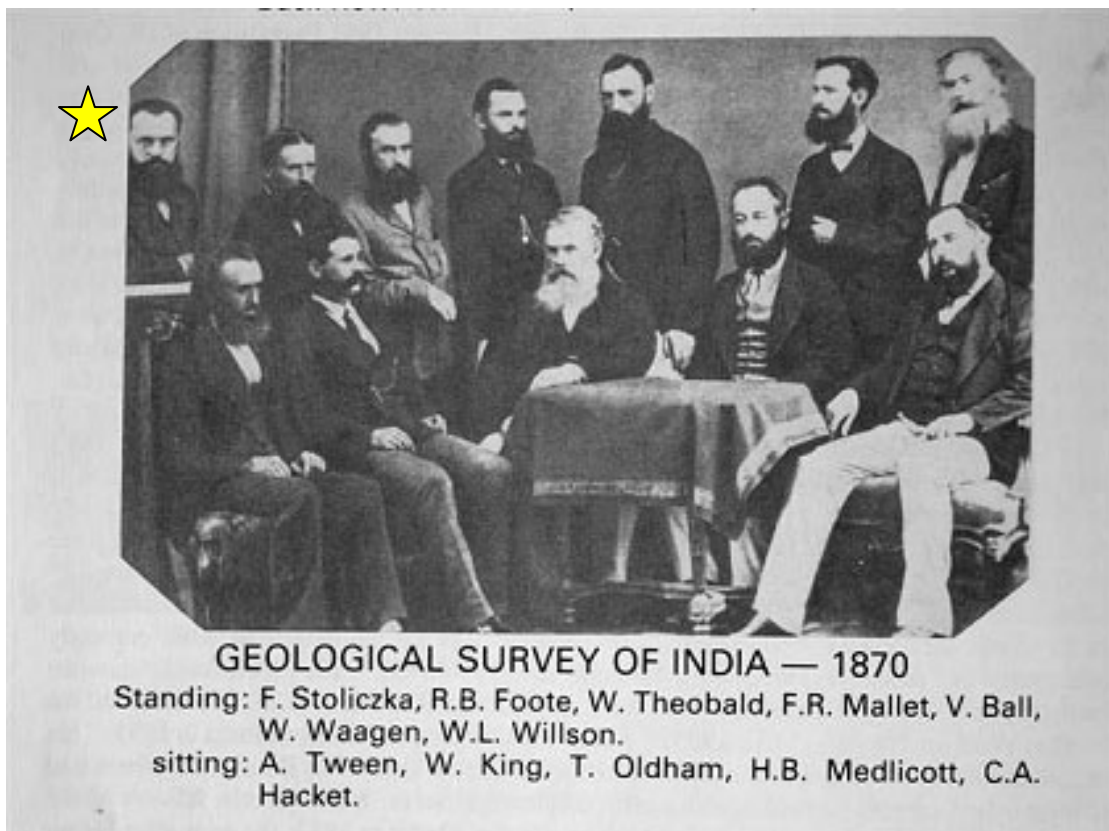 GEOLOGICAL SURVEY OF INDIA — 1870
Standing: F. Stoliczka, R.B. Foote, W. Theobald, F.R. Mallet, V. Ball,
W. Waagen, W.L. Willson.
sitting: A. Tween, W. King, T. Oldham, H.B. Medlicott, C.A.
Hacket.